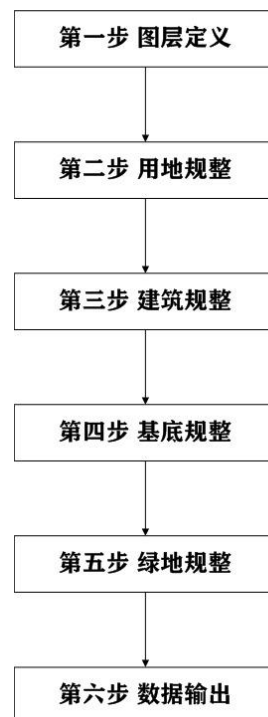 第一步 图层定义
第二步 用地规整
第三步 建筑规整
第四步 基底规整
第五步 绿地规整
第六步 数据输出